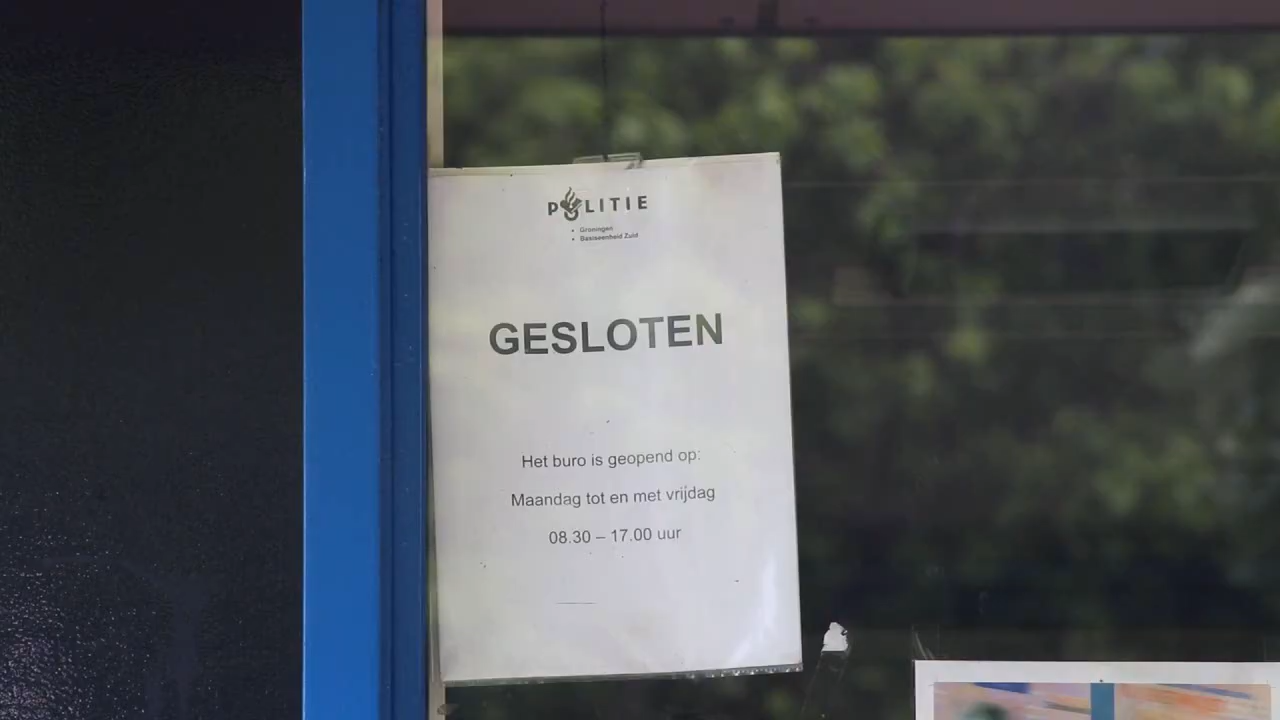 POLITIE
• Groningen
• Basiseenheid Zuid
GESLOTEN
Het buro is geopend op:
Maandag tot en met vrijdag
08.30 – 17.00 uur